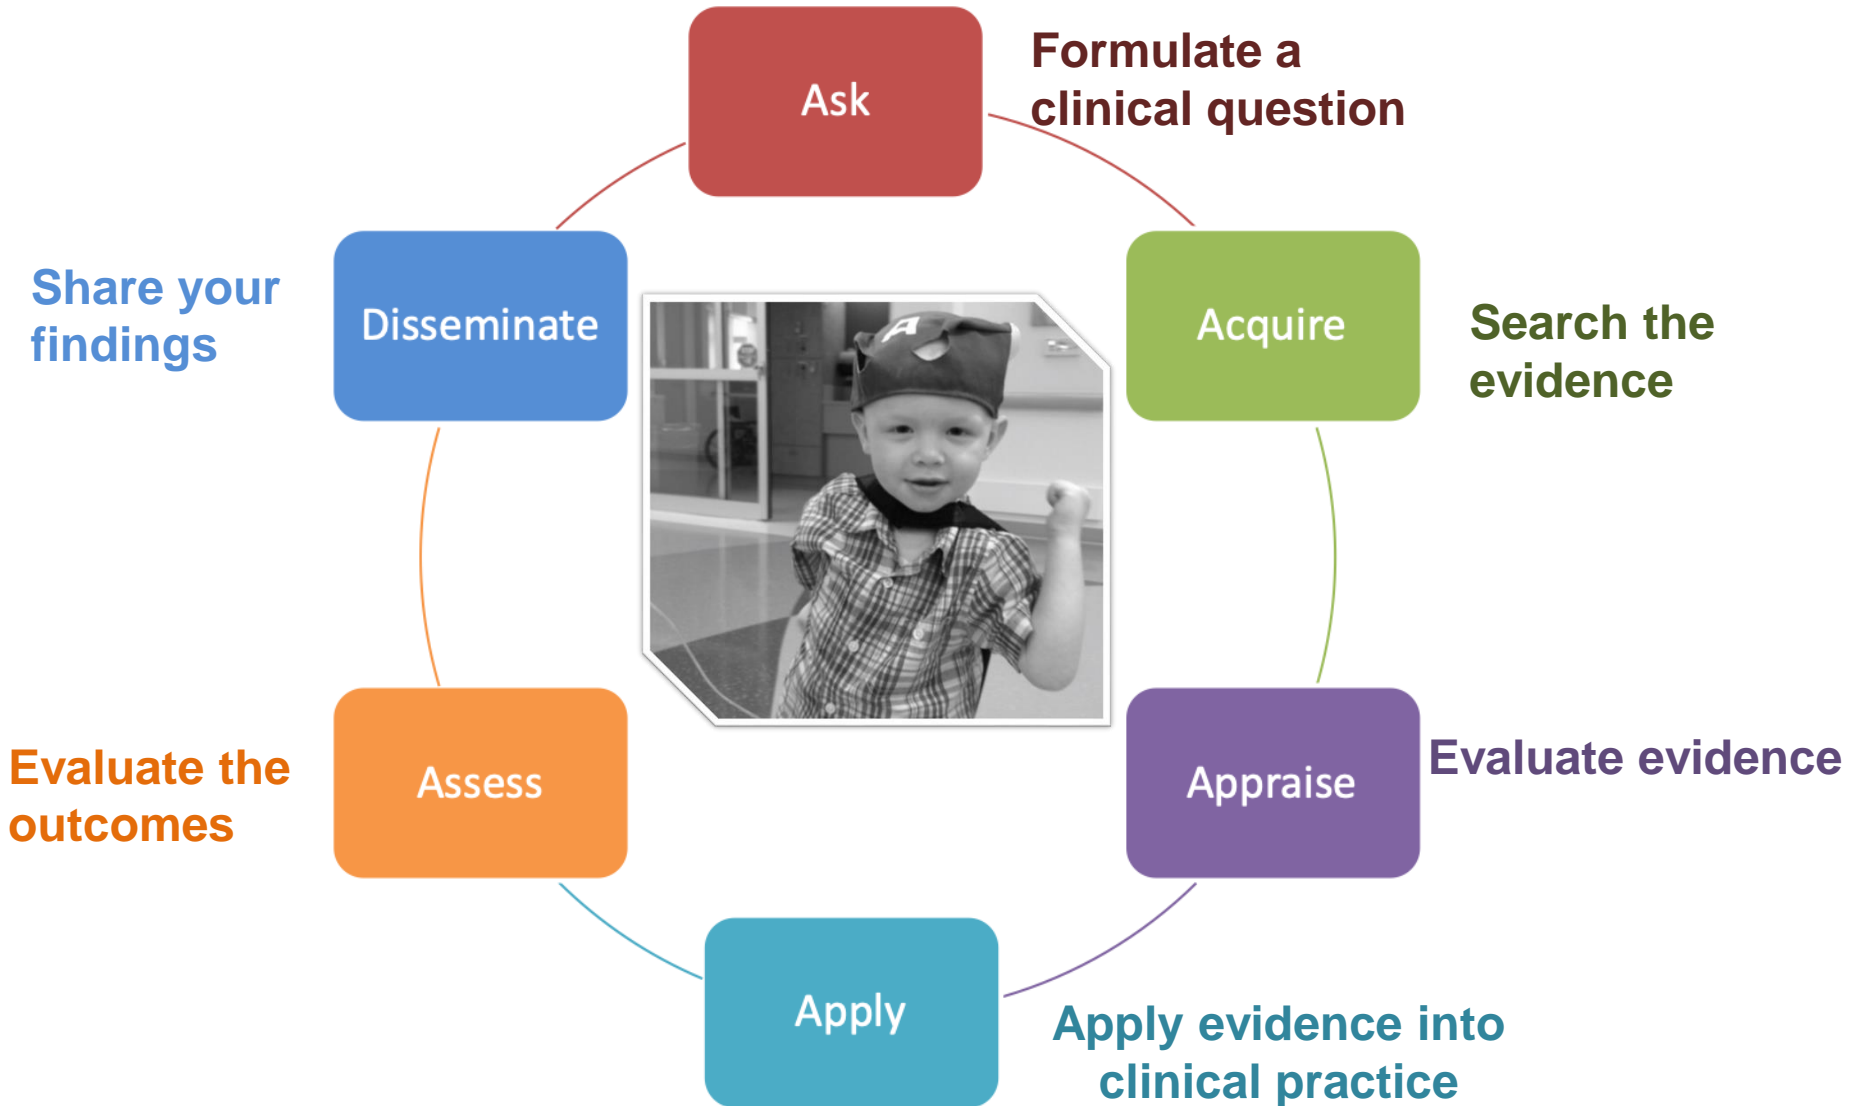 Ask
Formulate a
clinical question
Acquire
Search the
evidence
Appraise
Evaluate evidence
Apply
Apply evidence into
clinical practice
Assess
Evaluate the
outcomes
Disseminate
Share your
findings
A